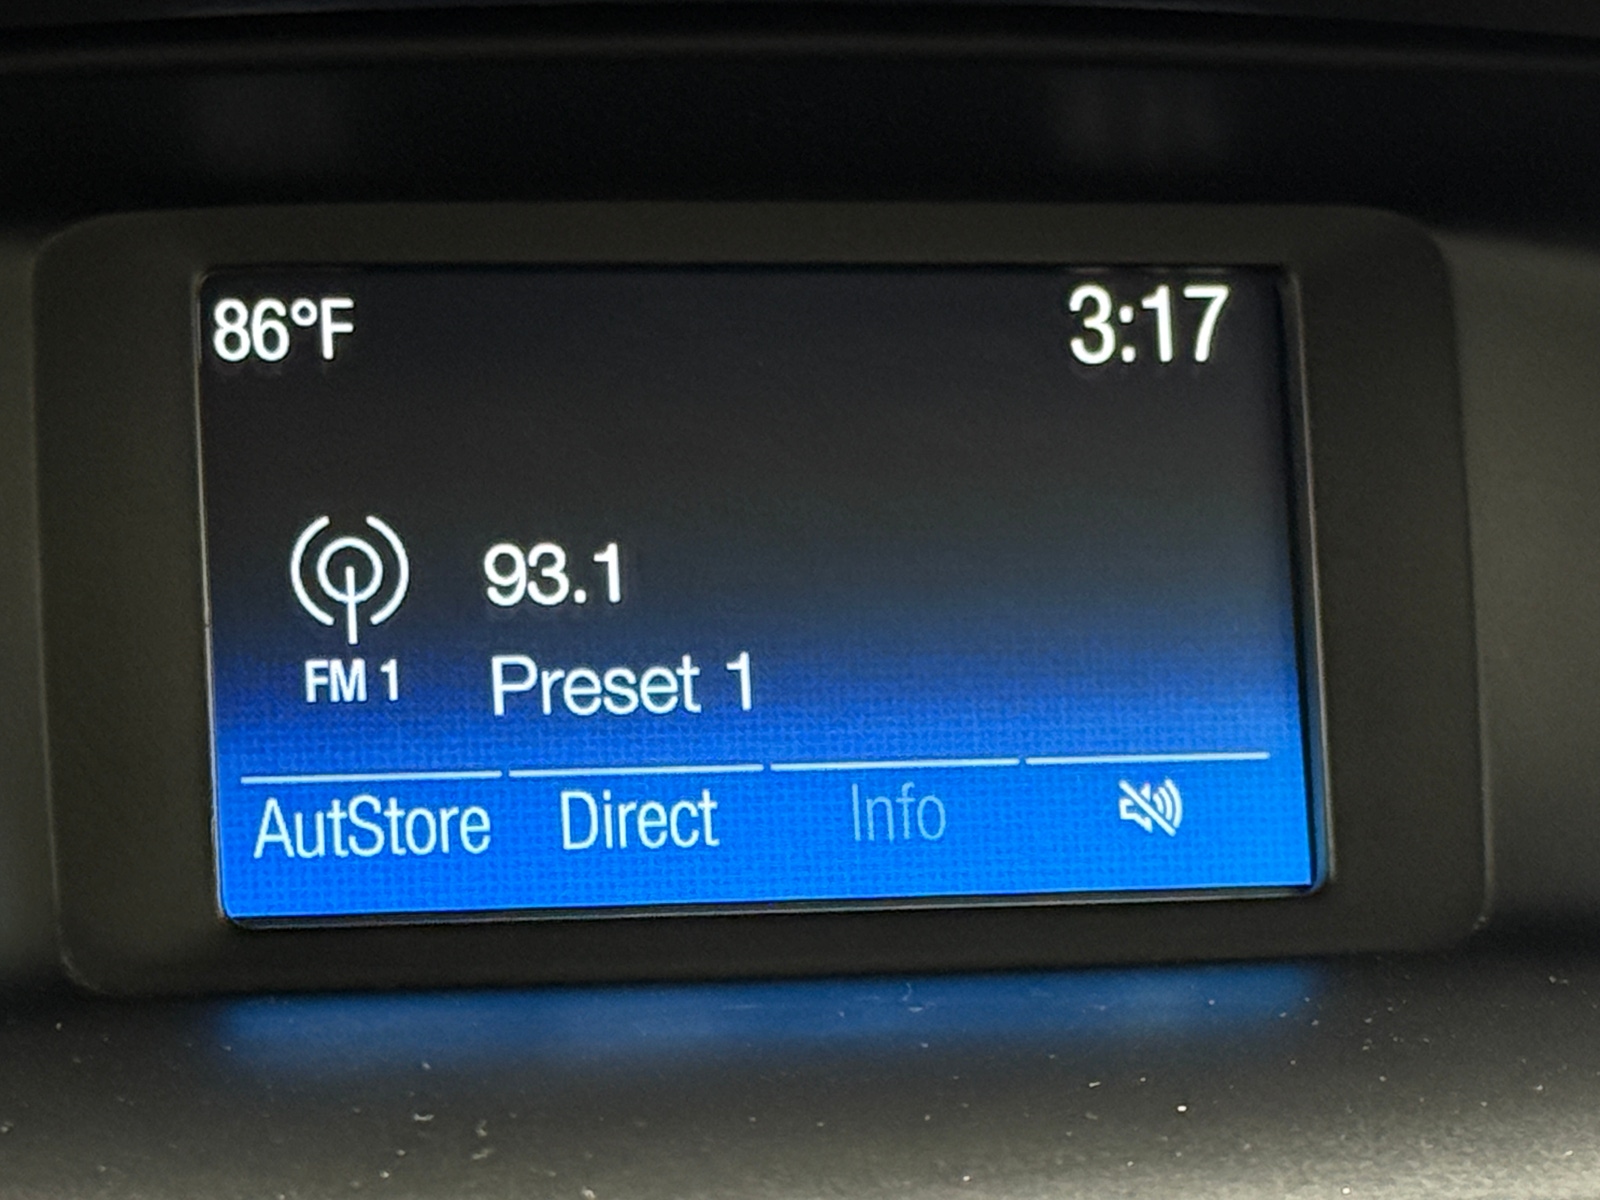 86°F 3:17
93.1
FM 1 Preset 1
AutStore Direct Info